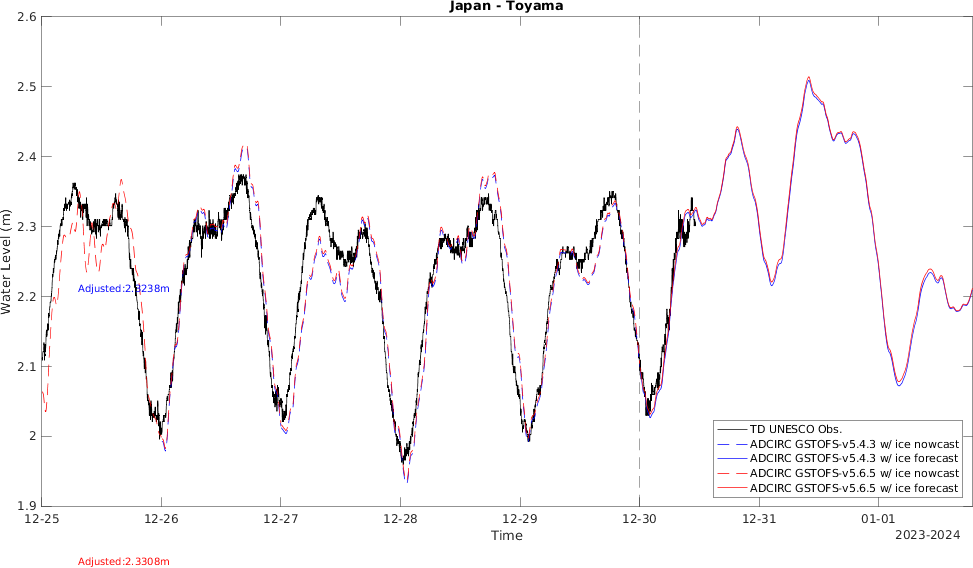 Japan - Toyama
2.6
2.5
2.4
2.3
2.2
2.1
2
1.9
Water Level (m)
Adjusted:2.3238m
TD UNESCO Obs.
ADCIRC GSTOFS-v5.4.3 w/ ice nowcast
ADCIRC GSTOFS-v5.4.3 w/ ice forecast
ADCIRC GSTOFS-v5.6.5 w/ ice nowcast
ADCIRC GSTOFS-v5.6.5 w/ ice forecast
12-25 12-26 12-27 12-28 12-29 12-30 12-31 01-01
Time
2023-2024
Adjusted:2.3308m